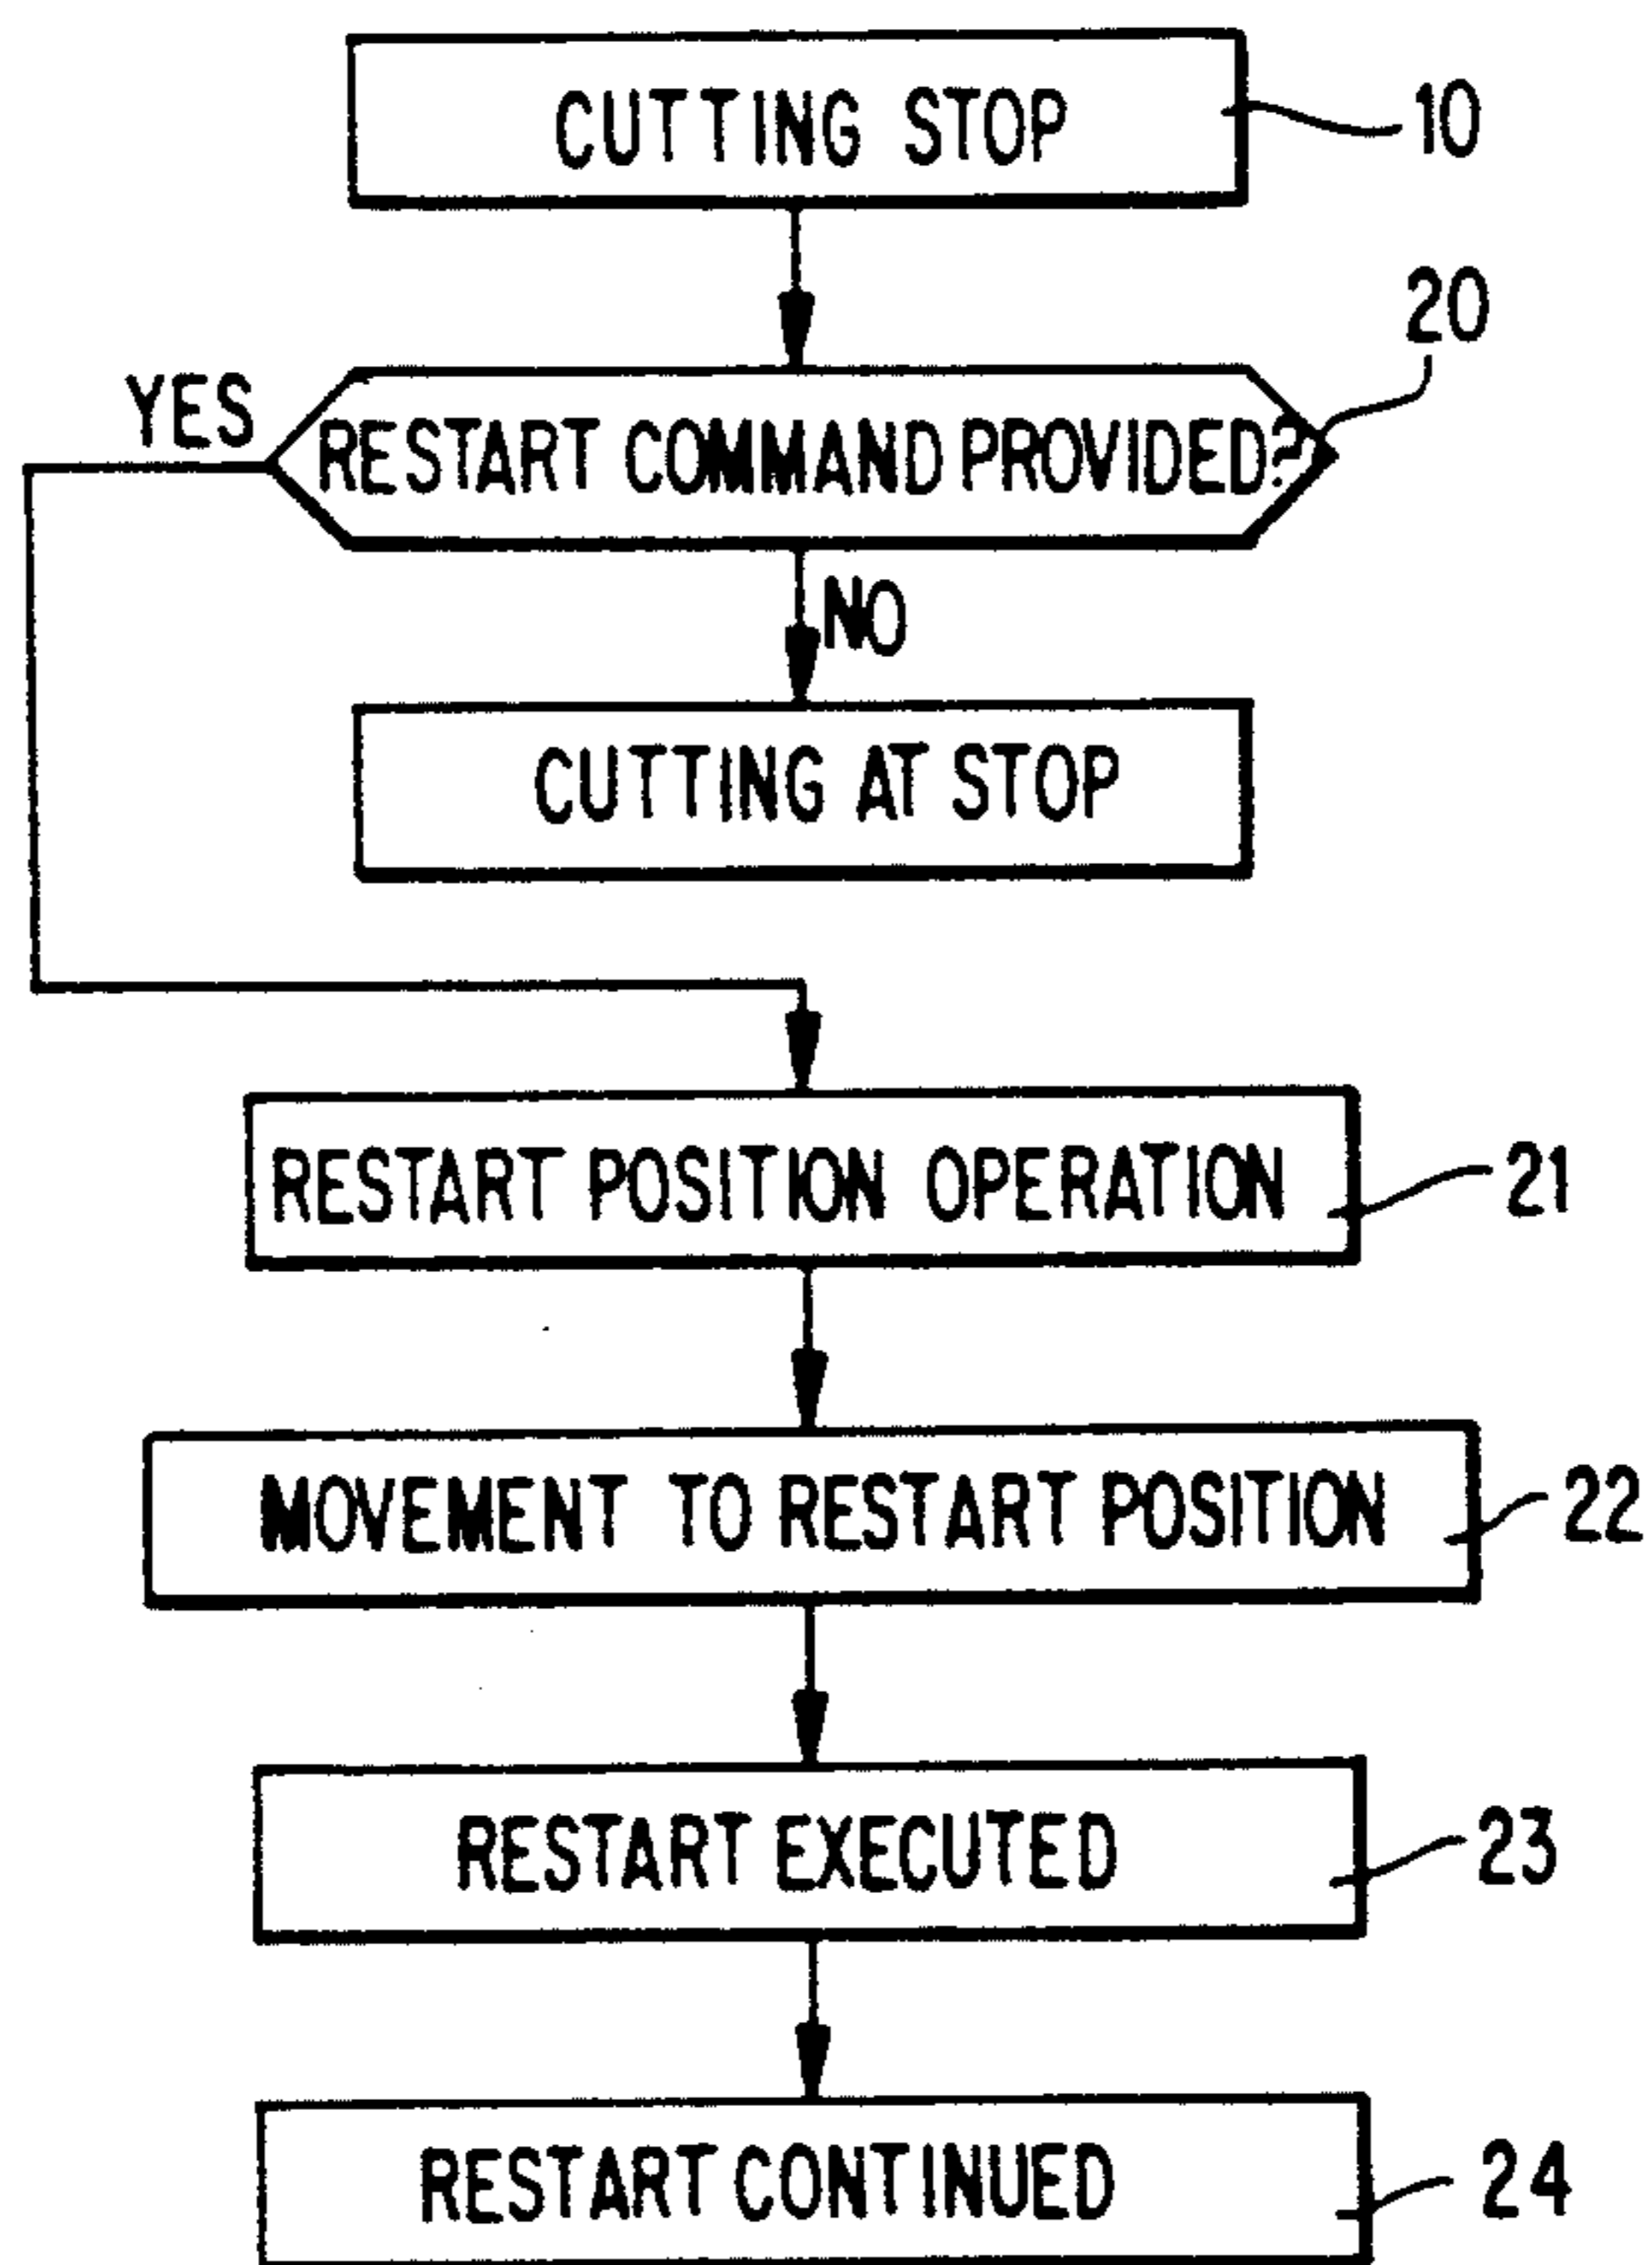 CUTTING STOP
10
20
YES
RESTART COMMAND PROVIDED?
NO
CUTTING AT STOP
RESTART POSITION OPERATION
21
MOVEMENT TO RESTART POSITION
22
RESTART EXECUTED
23
RESTART CONTINUED
24